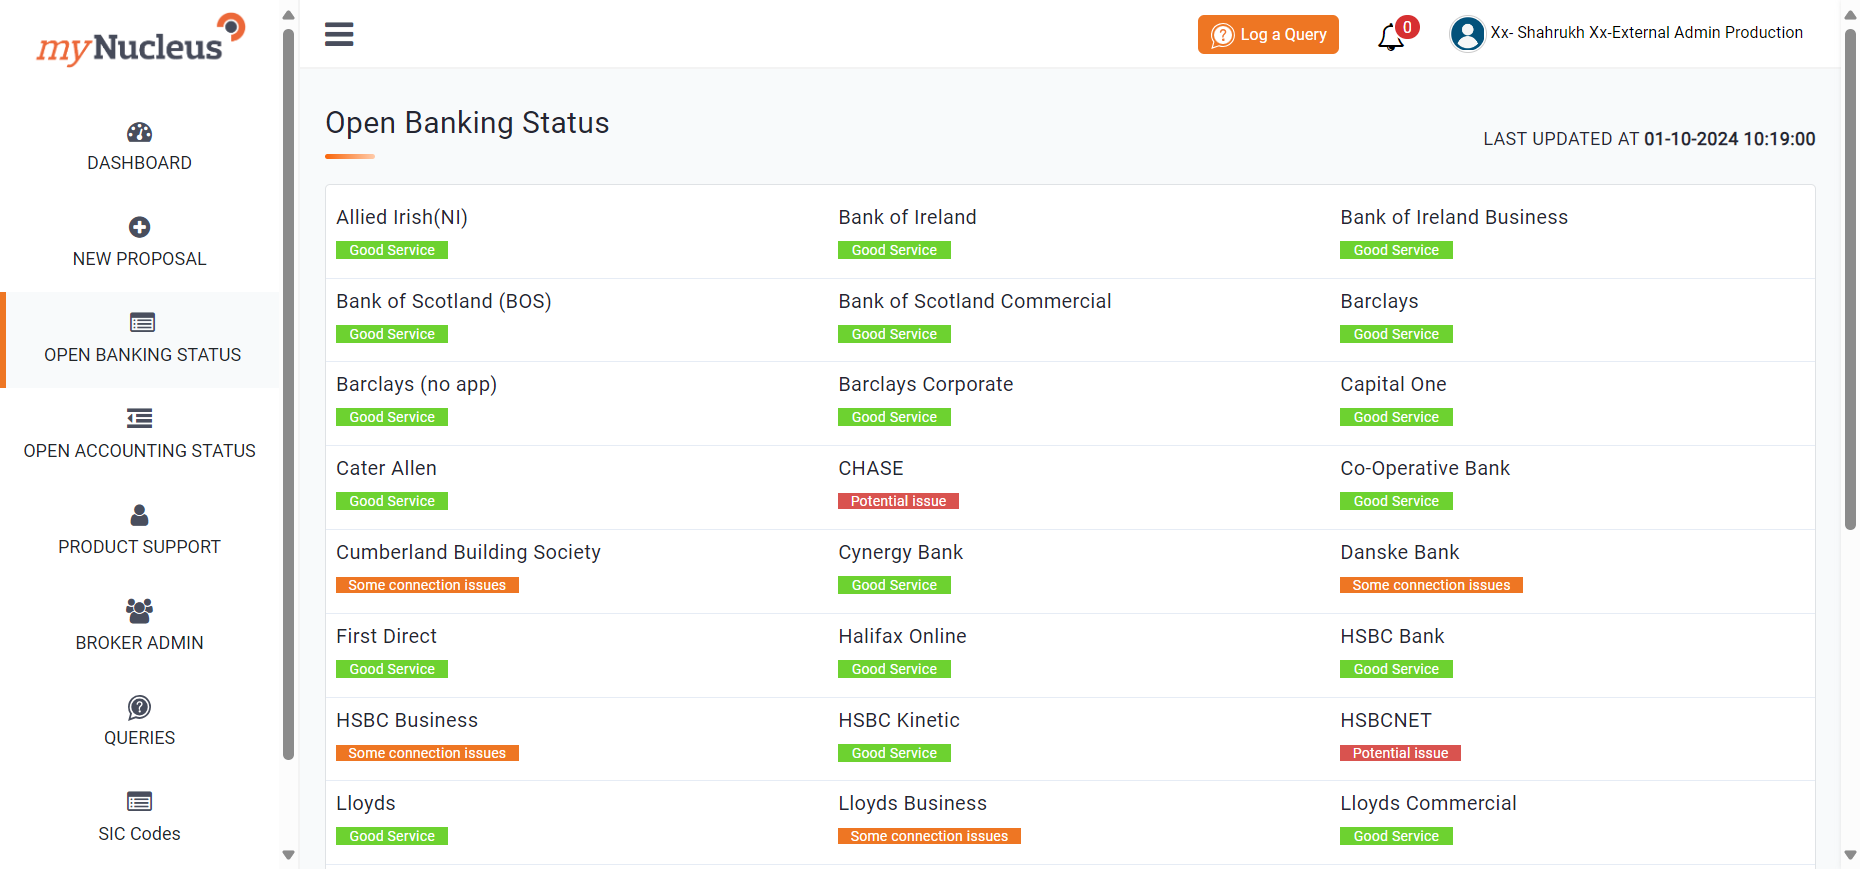 myNucleus
Log a Query
0
Xx- Shahrukh Xx-External Admin Production
DASHBOARD
NEW PROPOSAL
OPEN BANKING STATUS
OPEN ACCOUNTING STATUS
PRODUCT SUPPORT
BROKER ADMIN
QUERIES
SIC Codes
Open Banking Status
LAST UPDATED AT 01-10-2024 10:19:00
Allied Irish(NI)
Good Service
Bank of Ireland
Good Service
Bank of Ireland Business
Good Service
Bank of Scotland (BOS)
Good Service
Bank of Scotland Commercial
Good Service
Barclays
Good Service
Barclays (no app)
Good Service
Barclays Corporate
Good Service
Capital One
Good Service
Cater Allen
Good Service
CHASE
Potential issue
Co-Operative Bank
Good Service
Cumberland Building Society
Some connection issues
Cynergy Bank
Good Service
Danske Bank
Some connection issues
First Direct
Good Service
Halifax Online
Good Service
HSBC Bank
Good Service
HSBC Business
Some connection issues
HSBC Kinetic
Good Service
HSBCNET
Potential issue
Lloyds
Good Service
Lloyds Business
Some connection issues
Lloyds Commercial
Good Service